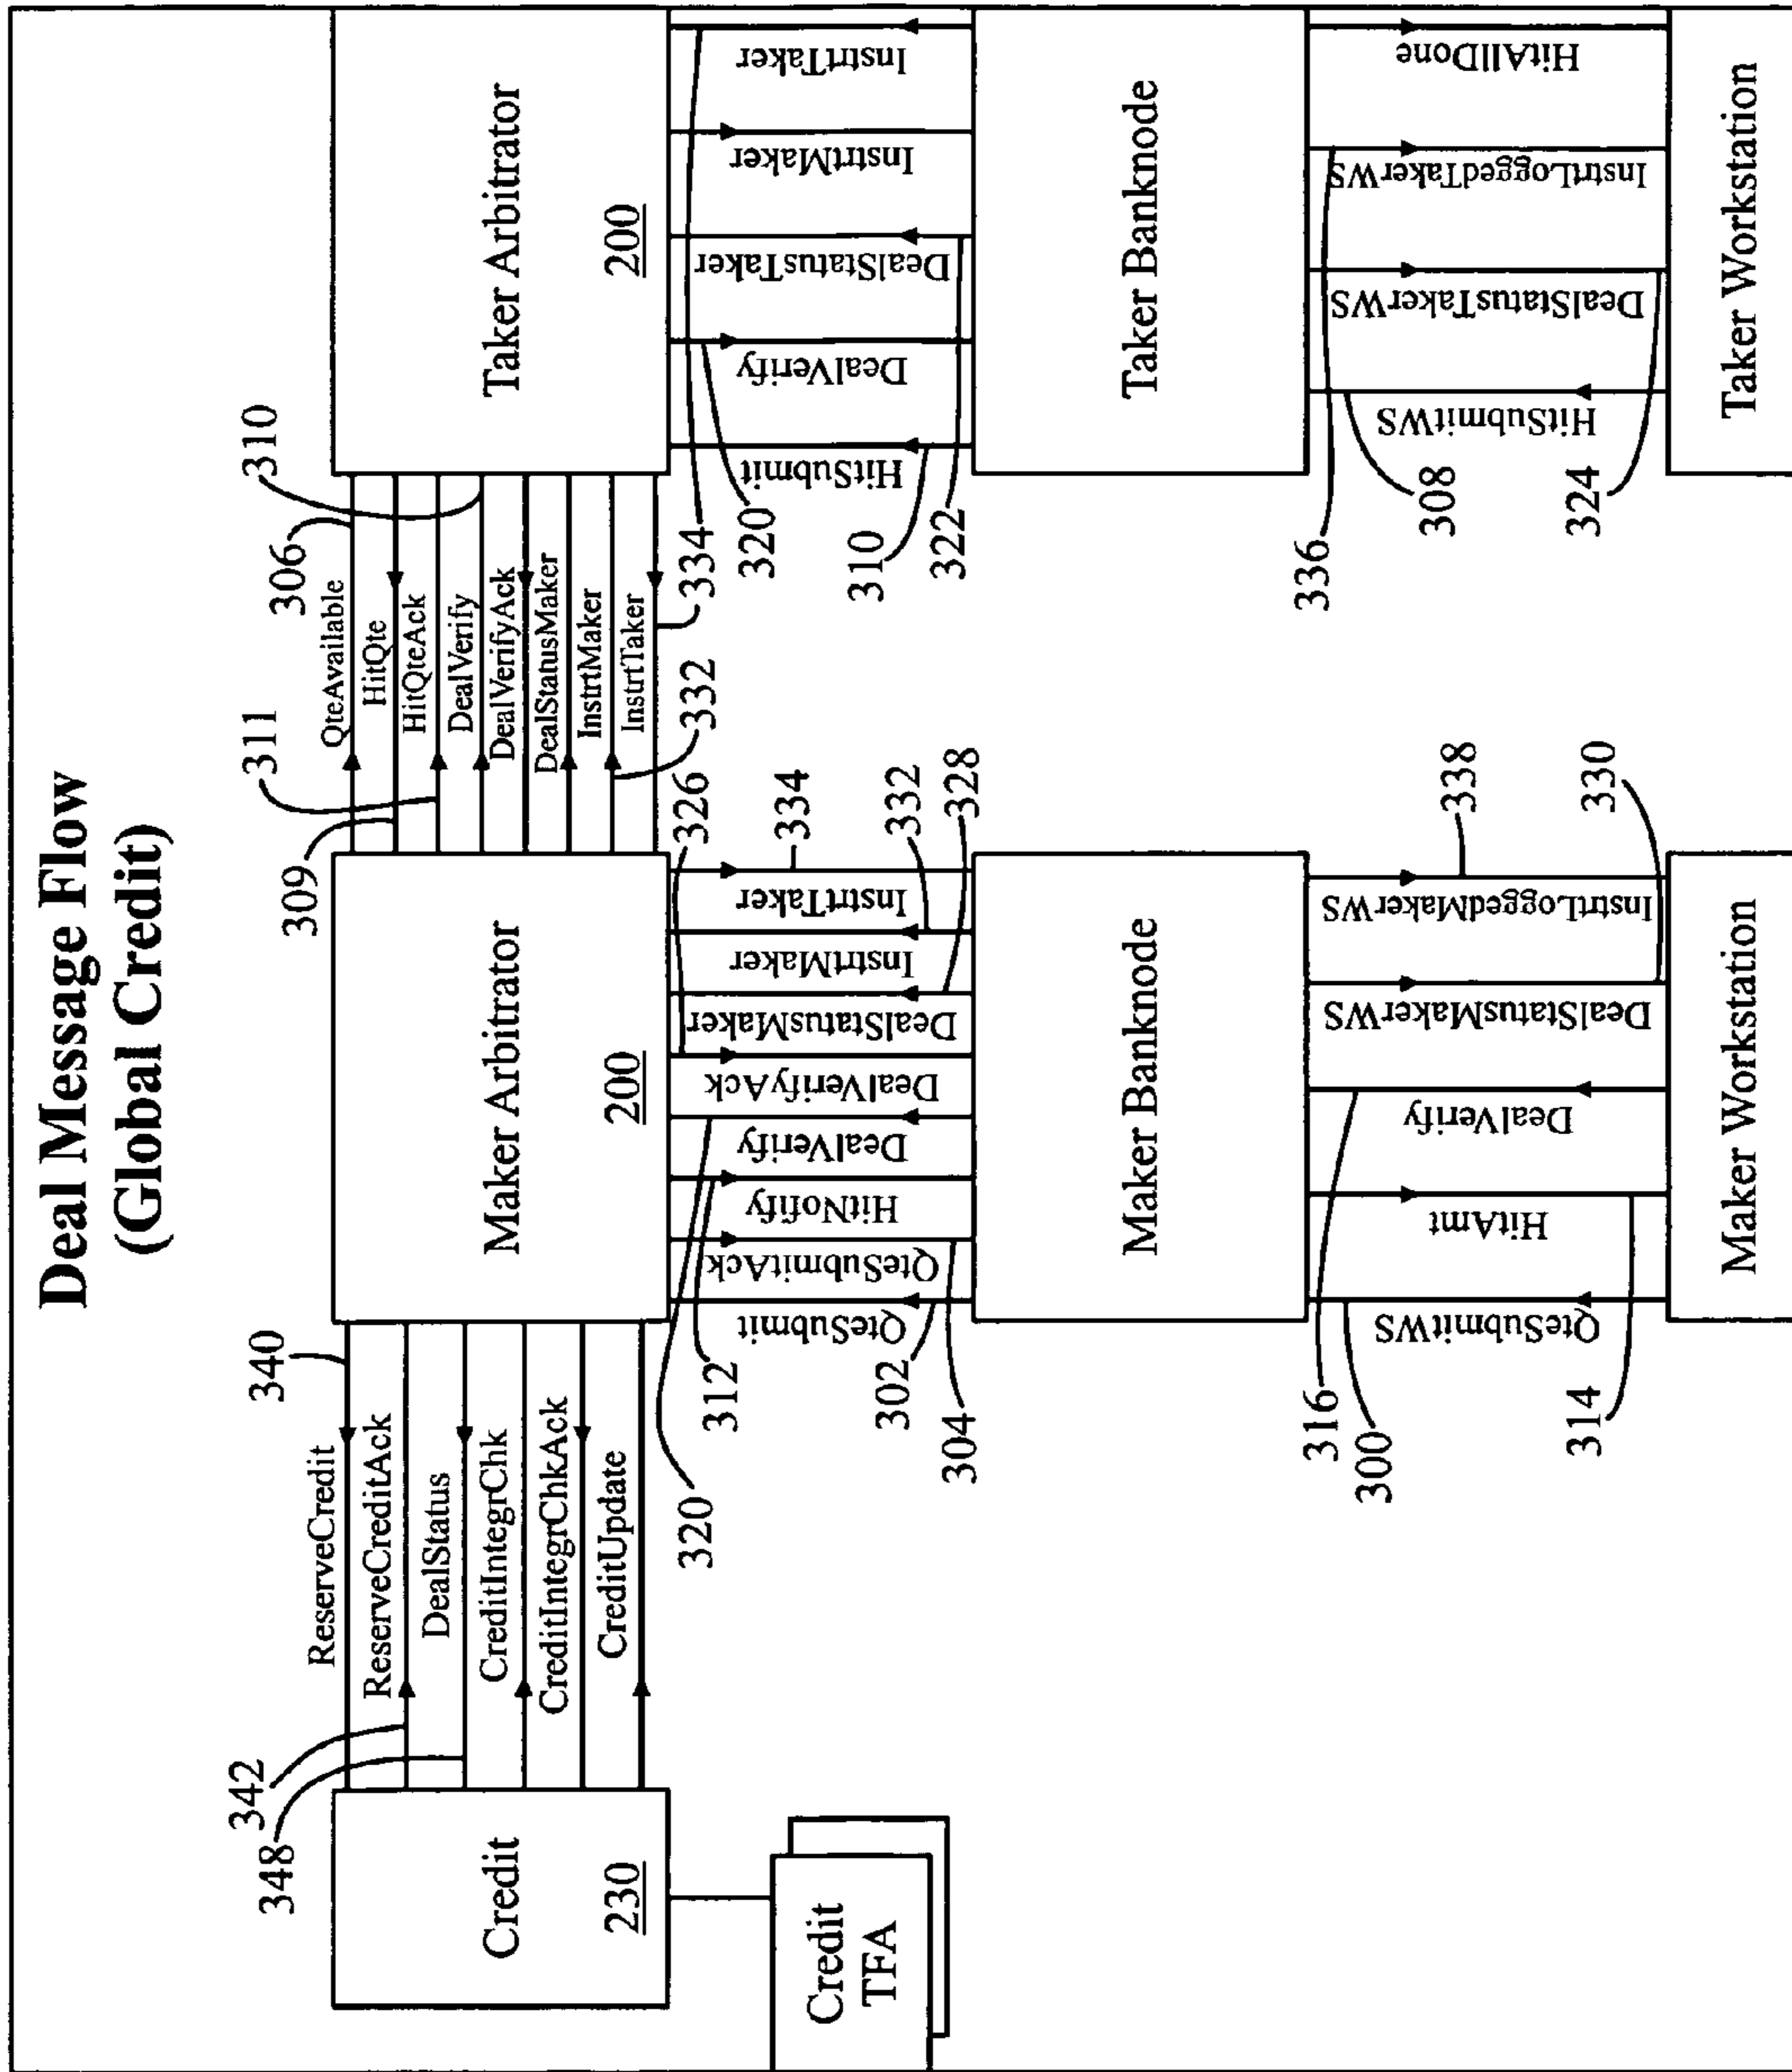 Deal Message Flow
(Global Credit)
340
342
348
ReserveCredit
ReserveCreditAck
DealStatus
CreditIntegrChk
CreditIntegrChkAck
CreditUpdate
309
311
306
310
QteAvailable
HitQte
HitQteAck
DealVerify
DealVerifyAck
DealStatusMaker
InstrtMaker
InstrTaker
332
334
Credit
230
Maker Arbitrator
200
Taker Arbitrator
200
Credit
TFA
320
312
302
304
QteSubmit
QteSubmitAck
HitNofify
DealVerify
DealVerifyAck
DealStatusMaker
InstrMaker
InstrTaker
326
334
332
328
320
310
322
HitSubmit
DealVerify
DealStatusTaker
InstrtMaker
InstrtTaker
Maker Banknode
Taker Banknode
316
300
314
QteSubmitWS
HitAmt
DealVerify
DealStatusMakerWS
InstrtLoggedMakerWS
338
330
336
308
324
HitSubmitWS
DealStatusTakerWS
InstrLoggedTakerWS
HitAllDone
Maker Workstation
Taker Workstation